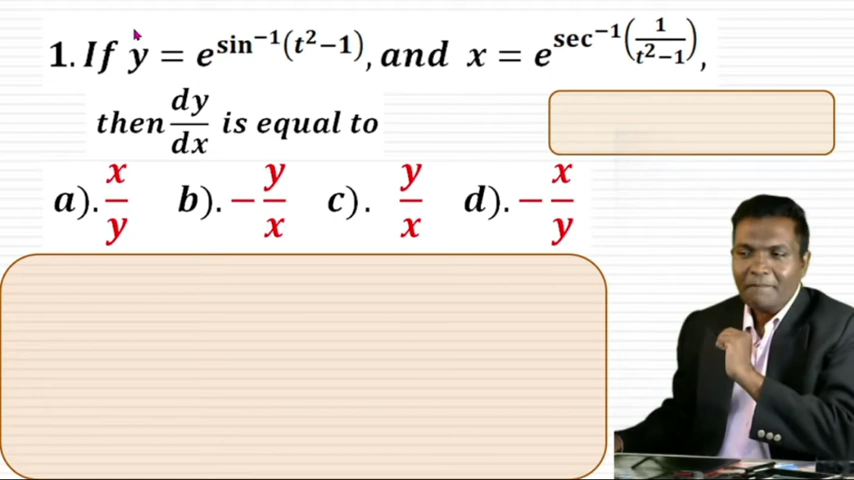 1. If y = e^{sin⁻¹(t²−1)}, and x = e^{sec⁻¹(1/(t²−1))},
then dy/dx is equal to
a). x/y b). −y/x c). y/x d). −x/y